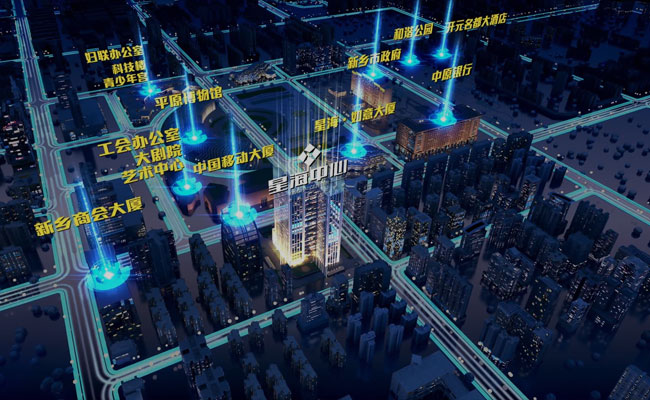 和谐公园
开元名都大酒店
妇联办公室
科技楼
青少年宫
新乡市政府
中原银行
平原博物馆
星海·如意大厦
工会办公室
大剧院
艺术中心
中国移动大厦
星海中心
新乡商会大厦